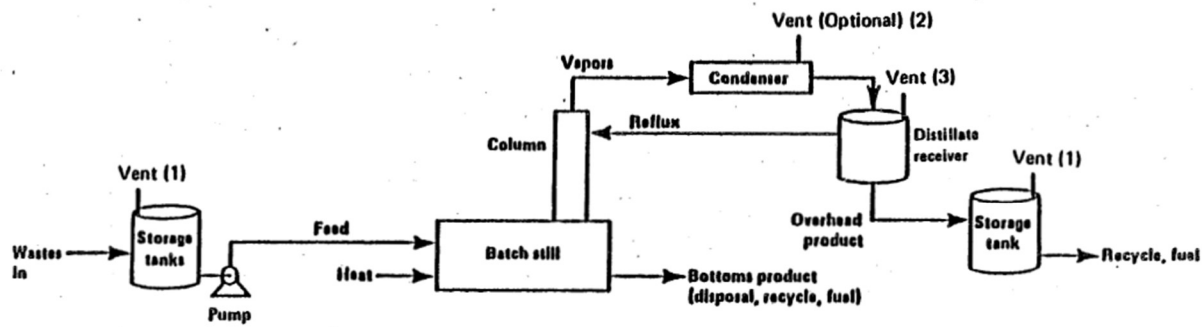 Vent (Optional) (2)
Vapors
Condenser
Vent (3)
Reflux
Column
Distillate
receiver
Vent (1)
Vent (1)
Storage
tanks
Feed
Wastes
in
Batch still
Heat
Pump
Bottoms product
(disposal, recycle, fuel)
Overhead
product
Storage
tank
Recycle, fuel